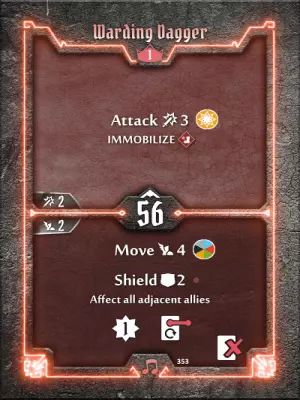 Warding Dagger
1
Attack 3
IMMOBILIZE
2
56
2
Move 4
Shield 2
Affect all adjacent allies
1
353